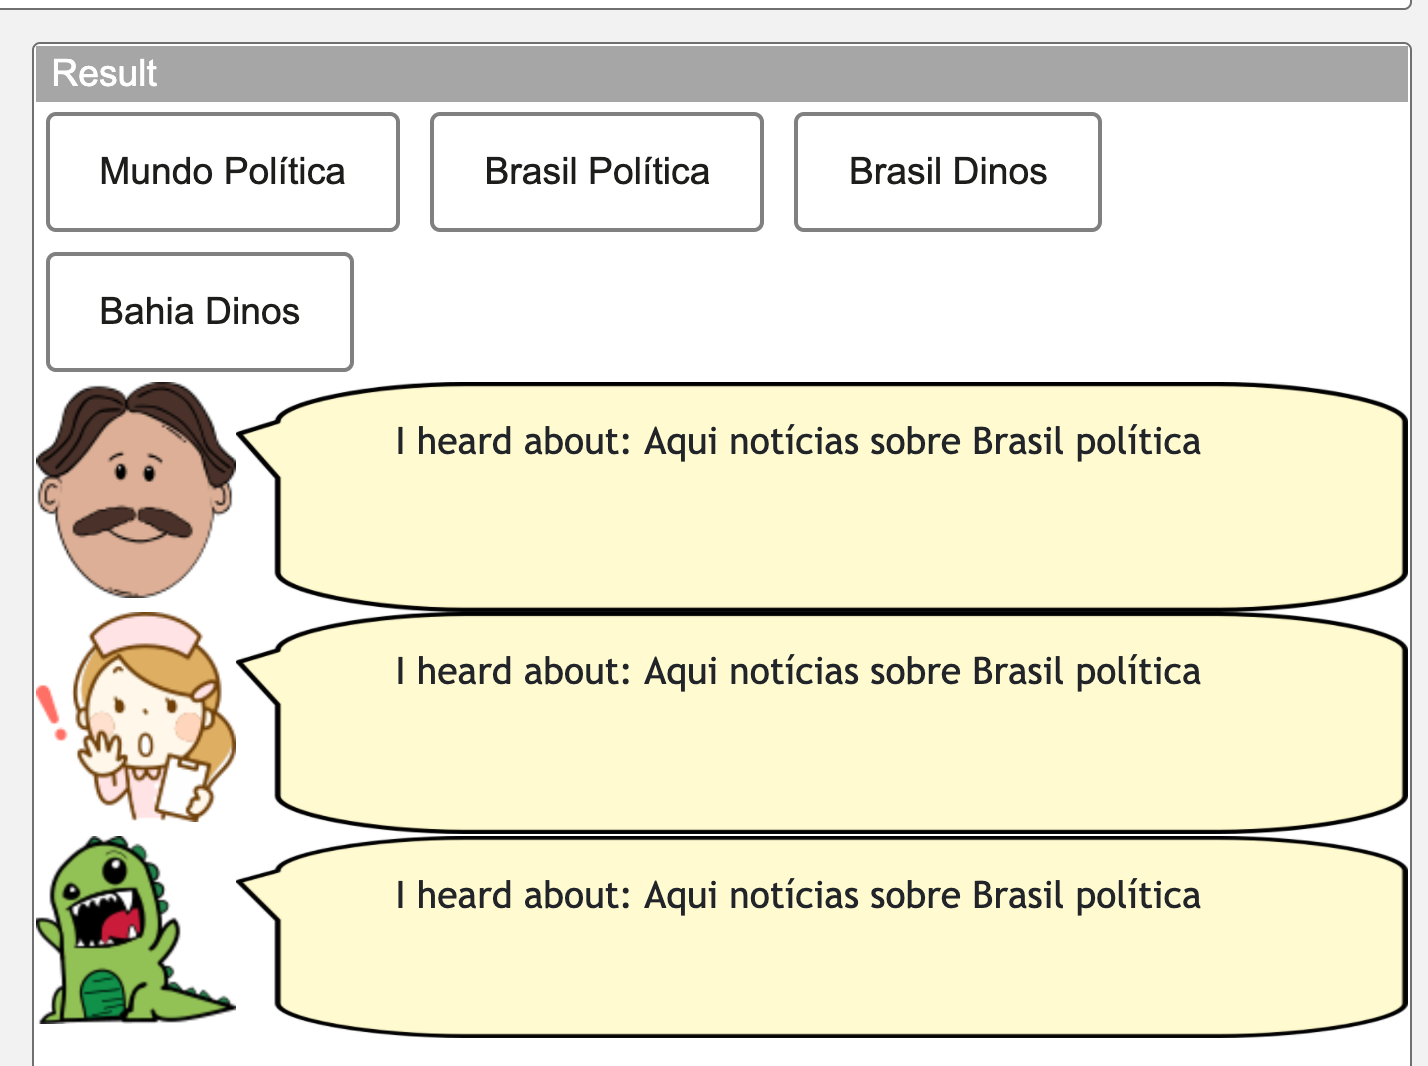 Result
Mundo Política
Brasil Política
Brasil Dinos
Bahia Dinos
I heard about: Aqui notícias sobre Brasil política
I heard about: Aqui notícias sobre Brasil política
I heard about: Aqui notícias sobre Brasil política